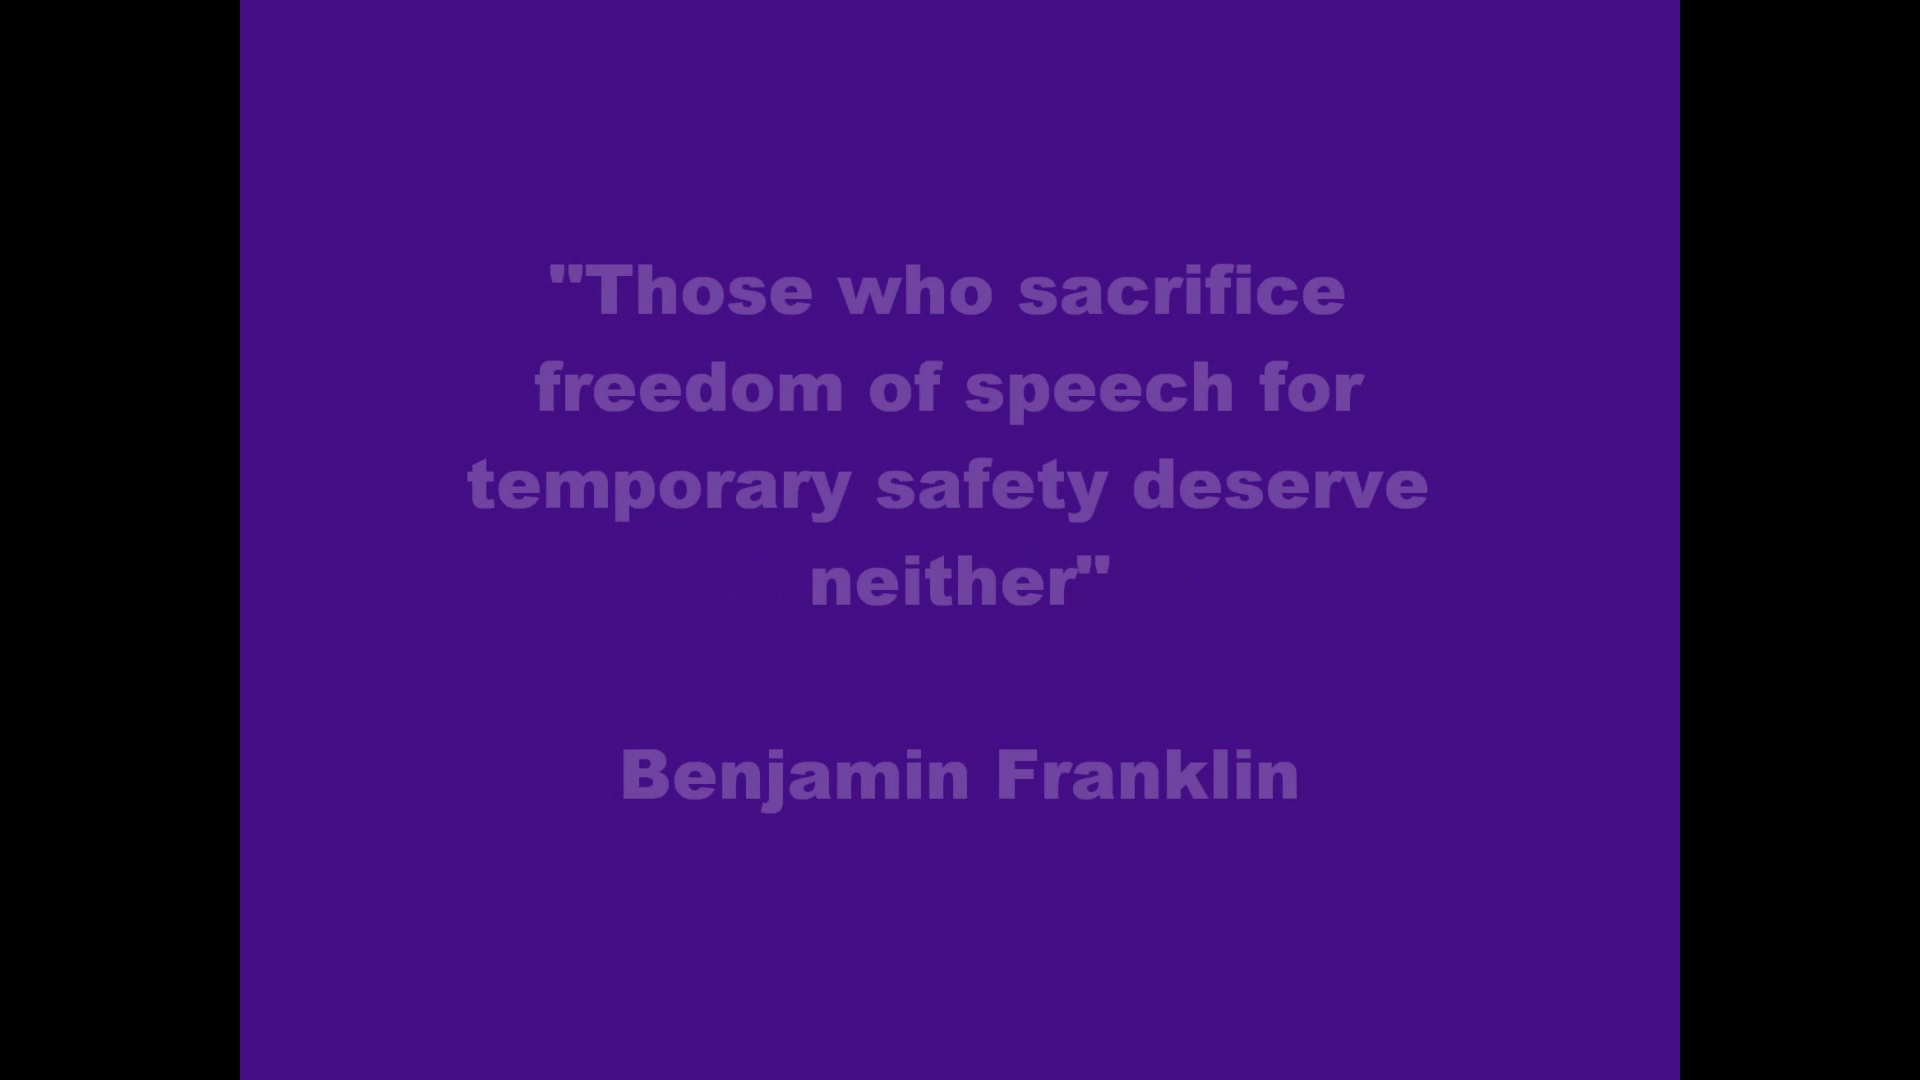 "Those who sacrifice
freedom of speech for
temporary safety deserve
neither"
Benjamin Franklin